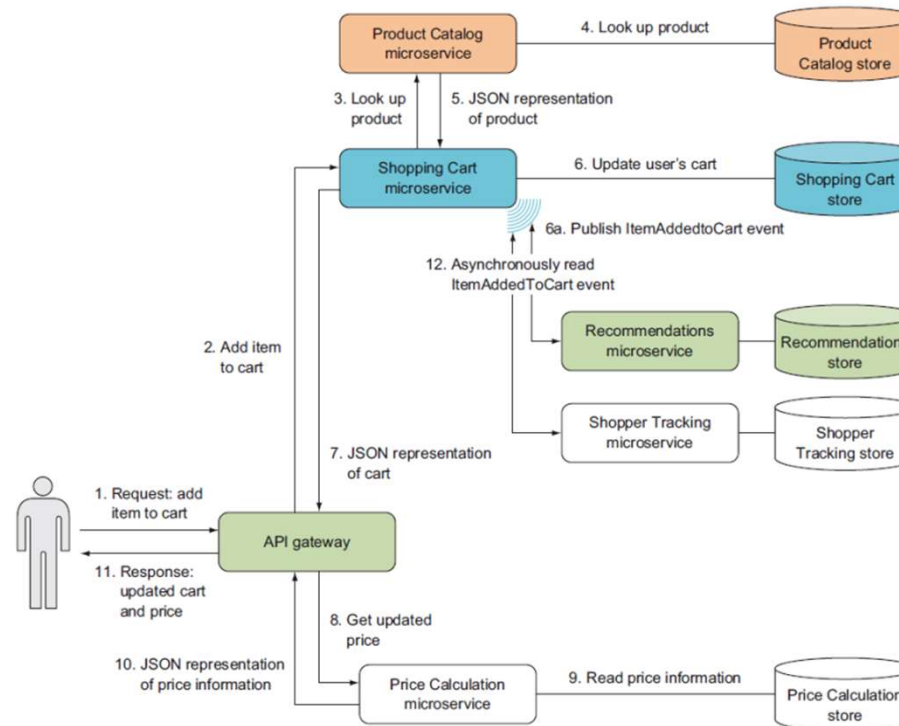 Product Catalog
microservice
4. Look up product
Product
Catalog store
3. Look up
product
5. JSON representation
of product
Shopping Cart
microservice
6. Update user's cart
Shopping Cart
store
6a. Publish ItemAddedtoCart event
12. Asynchronously read
ItemAddedToCart event
2. Add item
to cart
Recommendations
microservice
Recommendation
store
Shopper Tracking
microservice
Shopper
Tracking store
7. JSON representation
of cart
1. Request: add
item to cart
API gateway
11. Response:
updated cart
and price
8. Get updated
price
10. JSON representation
of price information
Price Calculation
microservice
9. Read price information
Price Calculation
store